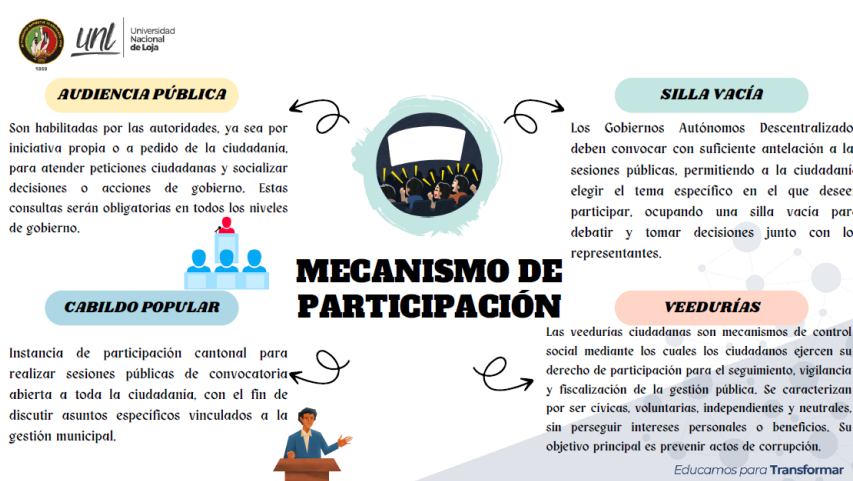 unl
Universidad
Nacional
de Loja
1859
AUDIENCIA PÚBLICA
Son habilitadas por las autoridades, ya sea por
iniciativa propia o a pedido de la ciudadanía,
para atender peticiones ciudadanas y socializar
decisiones o acciones de gobierno. Estas
consultas serán obligatorias en todos los niveles
de gobierno.
SILLA VACÍA
Los Gobiernos Autónomos Descentralizado
deben convocar con suficiente antelación a la
sesiones públicas, permitiendo a la ciudadaní
elegir el tema específico en el que desee
participar, ocupando una silla vacía par
debatir y tomar decisiones junto con lo
representantes.
MECANISMO DE
PARTICIPACIÓN
CABILDO POPULAR
Instancia de participación cantonal para
realizar sesiones públicas de convocatoria
abierta a toda la ciudadanía, con el fin de
discutir asuntos específicos vinculados a la
gestión municipal.
VEEDURÍAS
Las veedurías ciudadanas son mecanismos de control
social mediante los cuales los ciudadanos ejercen su
derecho de participación para el seguimiento, vigilancia
y fiscalización de la gestión pública. Se caracterizan
por ser cívicas, voluntarias, independientes y neutrales,
sin perseguir intereses personales o beneficios. Su
objetivo principal es prevenir actos de corrupción.
Educamos para Transformar